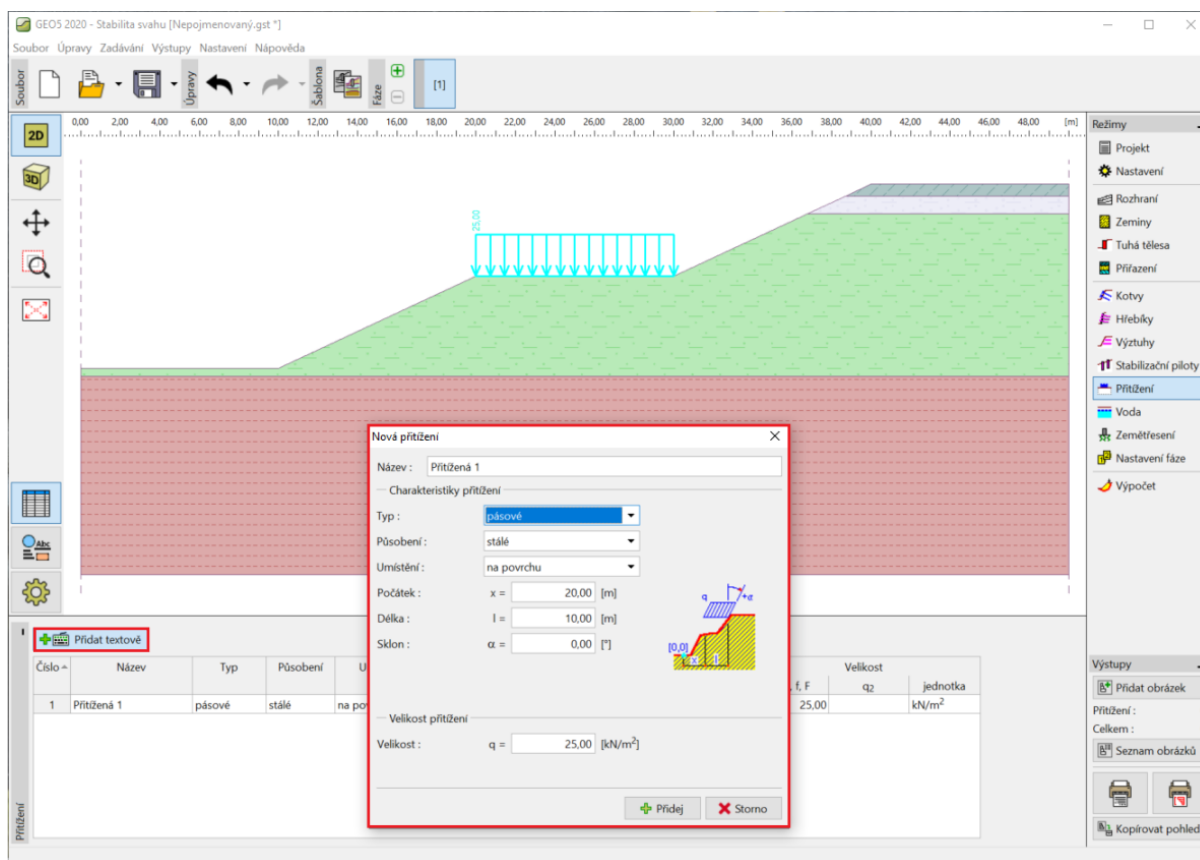 GEO5 2020 - Stabilita svahu [Nepojmenovaný.gst *]
Soubor Úpravy Zadávání Výstupy Nastavení Nápověda
Soubor
Úpravy
Šablona
Fáze
[1]
2D
0,00 2,00 4,00 6,00 8,00 10,00 12,00 14,00 16,00 18,00 20,00 22,00 24,00 26,00 28,00 30,00 32,00 34,00 36,00 38,00 40,00 42,00 44,00 46,00 48,00 [m]
3D
25,00
Abc
Režimy
Projekt
Nastavení
Rozhraní
Zeminy
Tuhá tělesa
Přiřazení
Kotvy
Hřebíky
Výztuhy
Stabilizační piloty
Přitížení
Voda
Zemětřesení
Nastavení fáze
Výpočet
Nová přitížení
Název : Přitížená 1
Charakteristiky přitížení
Typ : pásové
Působení : stálé
Umístění : na povrchu
Počátek : x = 20,00 [m]
Délka : l = 10,00 [m]
Sklon : α = 0,00 [°]
q +α
[0,0]
x l
Velikost přitížení
Velikost : q = 25,00 [kN/m²]
Přidej Storno
Přidat textově
Číslo Název Typ Působení U Velikost
, f, F q₂ jednotka
1 Přitížená 1 pásové stálé na po 25,00 kN/m²
Přitížení
Výstupy
Přidat obrázek
Přitížení :
Celkem :
Seznam obrázků
Kopírovat pohled